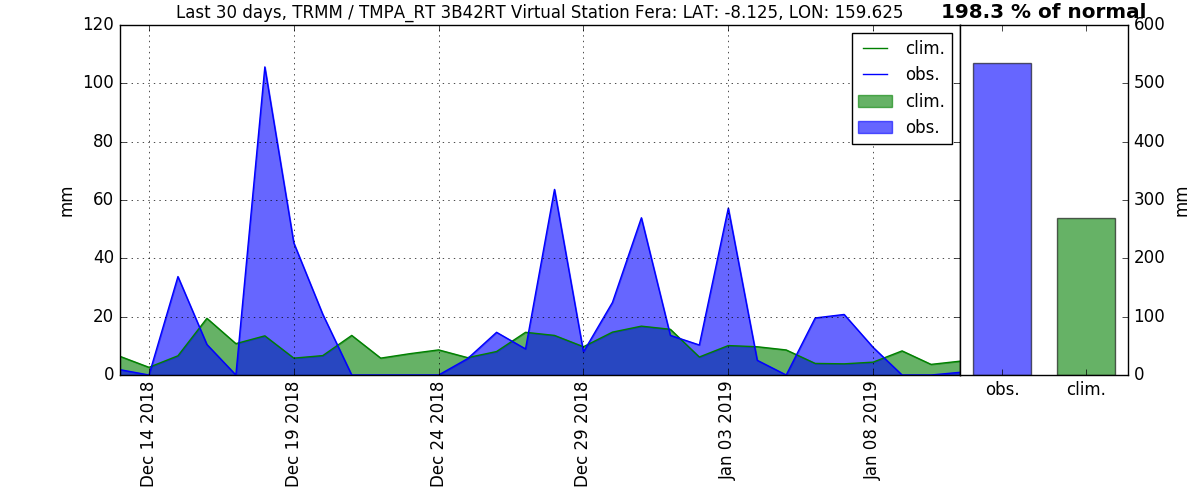 Last 30 days, TRMM / TMPA_RT 3B42RT Virtual Station Fera: LAT: -8.125, LON: 159.625
198.3 % of normal
120
100
80
60
40
20
0
mm
clim.
obs.
clim.
obs.
Dec 14 2018
Dec 19 2018
Dec 24 2018
Dec 29 2018
Jan 03 2019
Jan 08 2019
600
500
400
300
200
100
0
mm
obs.
clim.